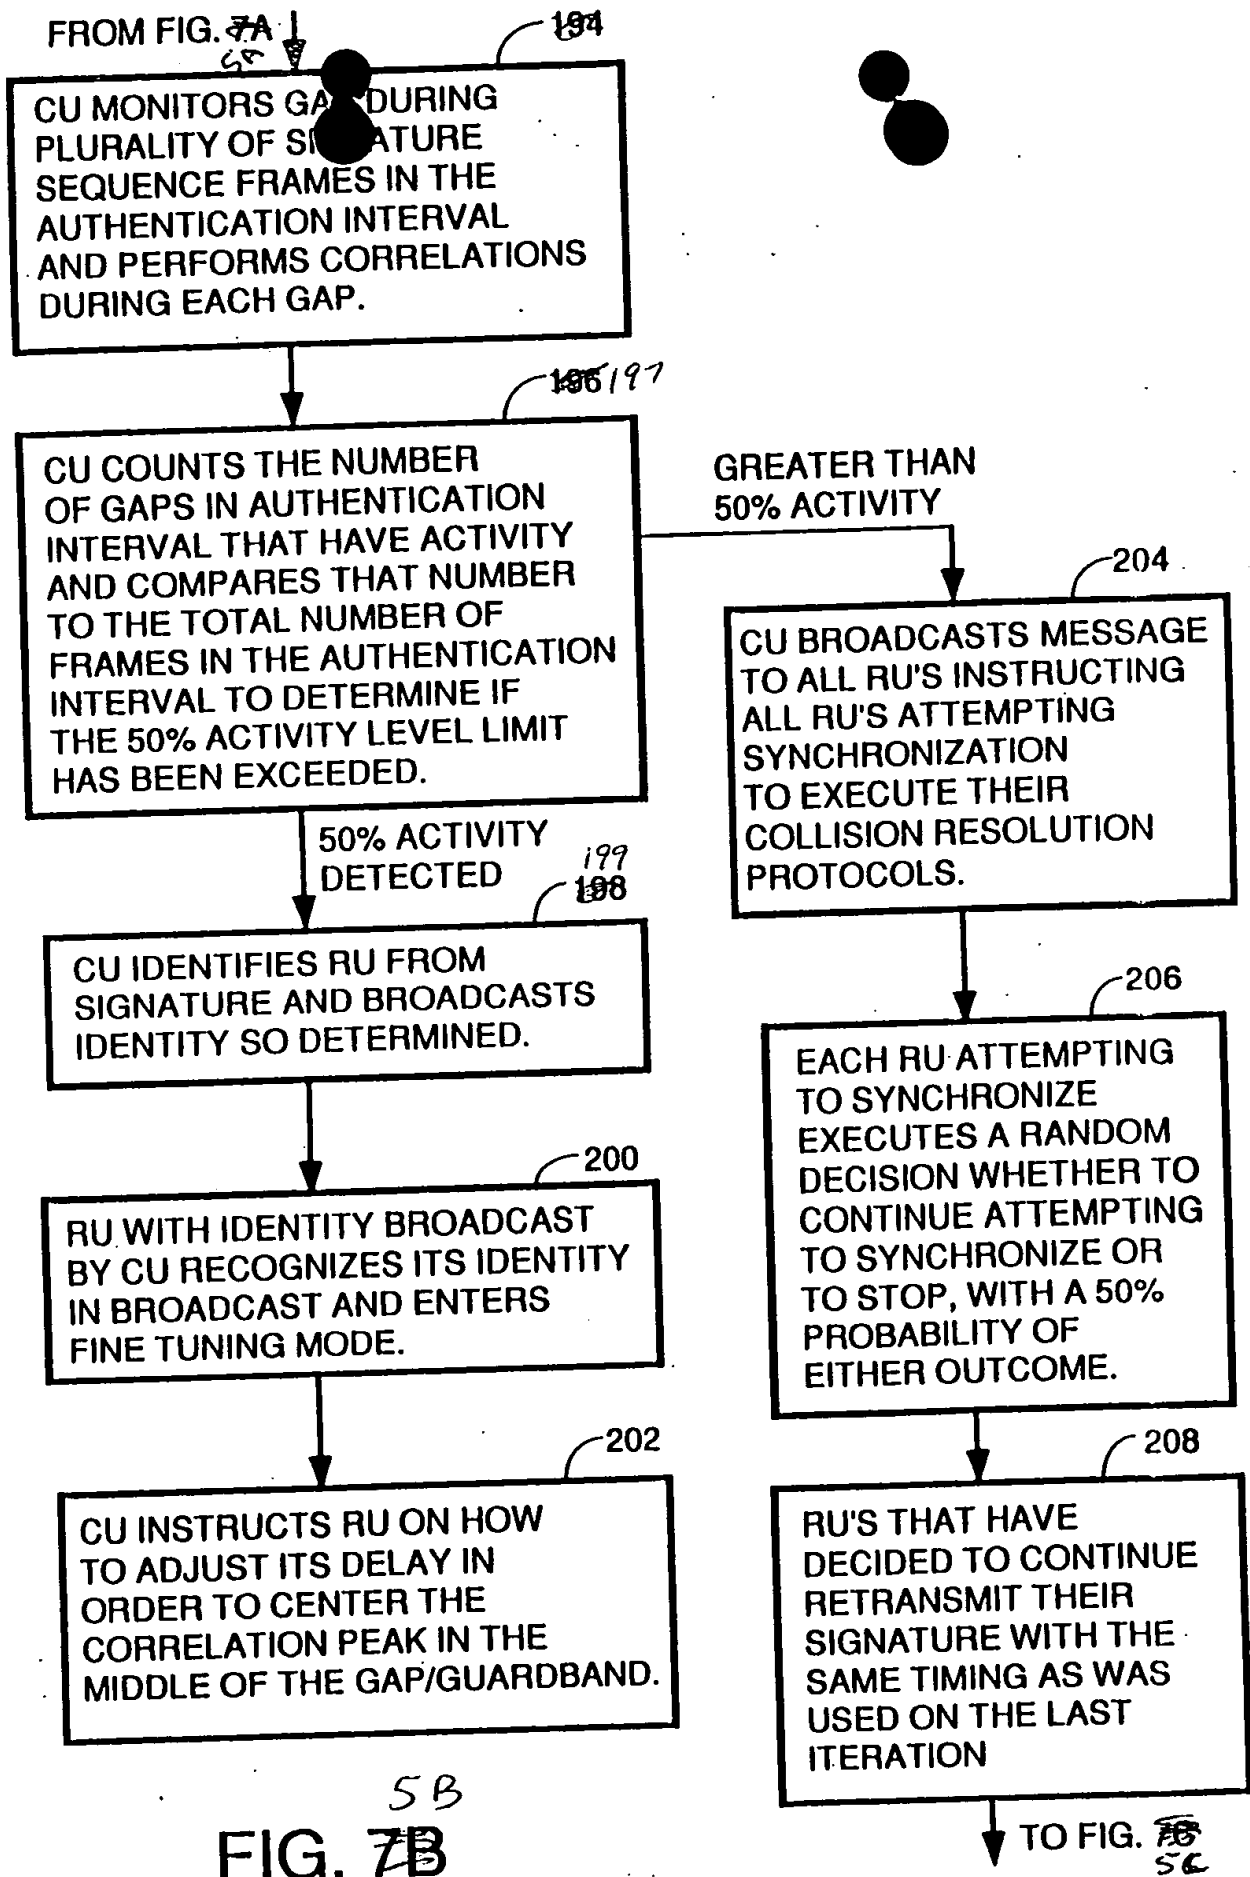 FROM FIG. 7A
5A
194
CU MONITORS GA DURING
PLURALITY OF SI ATURE
SEQUENCE FRAMES IN THE
AUTHENTICATION INTERVAL
AND PERFORMS CORRELATIONS
DURING EACH GAP.
197
CU COUNTS THE NUMBER
OF GAPS IN AUTHENTICATION
INTERVAL THAT HAVE ACTIVITY
AND COMPARES THAT NUMBER
TO THE TOTAL NUMBER OF
FRAMES IN THE AUTHENTICATION
INTERVAL TO DETERMINE IF
THE 50% ACTIVITY LEVEL LIMIT
HAS BEEN EXCEEDED.
GREATER THAN
50% ACTIVITY
50% ACTIVITY
DETECTED
199
198
CU IDENTIFIES RU FROM
SIGNATURE AND BROADCASTS
IDENTITY SO DETERMINED.
200
RU WITH IDENTITY BROADCAST
BY CU RECOGNIZES ITS IDENTITY
IN BROADCAST AND ENTERS
FINE TUNING MODE.
202
CU INSTRUCTS RU ON HOW
TO ADJUST ITS DELAY IN
ORDER TO CENTER THE
CORRELATION PEAK IN THE
MIDDLE OF THE GAP/GUARDBAND.
204
CU BROADCASTS MESSAGE
TO ALL RU'S INSTRUCTING
ALL RU'S ATTEMPTING
SYNCHRONIZATION
TO EXECUTE THEIR
COLLISION RESOLUTION
PROTOCOLS.
206
EACH RU ATTEMPTING
TO SYNCHRONIZE
EXECUTES A RANDOM
DECISION WHETHER TO
CONTINUE ATTEMPTING
TO SYNCHRONIZE OR
TO STOP, WITH A 50%
PROBABILITY OF
EITHER OUTCOME.
208
RU'S THAT HAVE
DECIDED TO CONTINUE
RETRANSMIT THEIR
SIGNATURE WITH THE
SAME TIMING AS WAS
USED ON THE LAST
ITERATION
TO FIG.
5C
5B
FIG. 7B